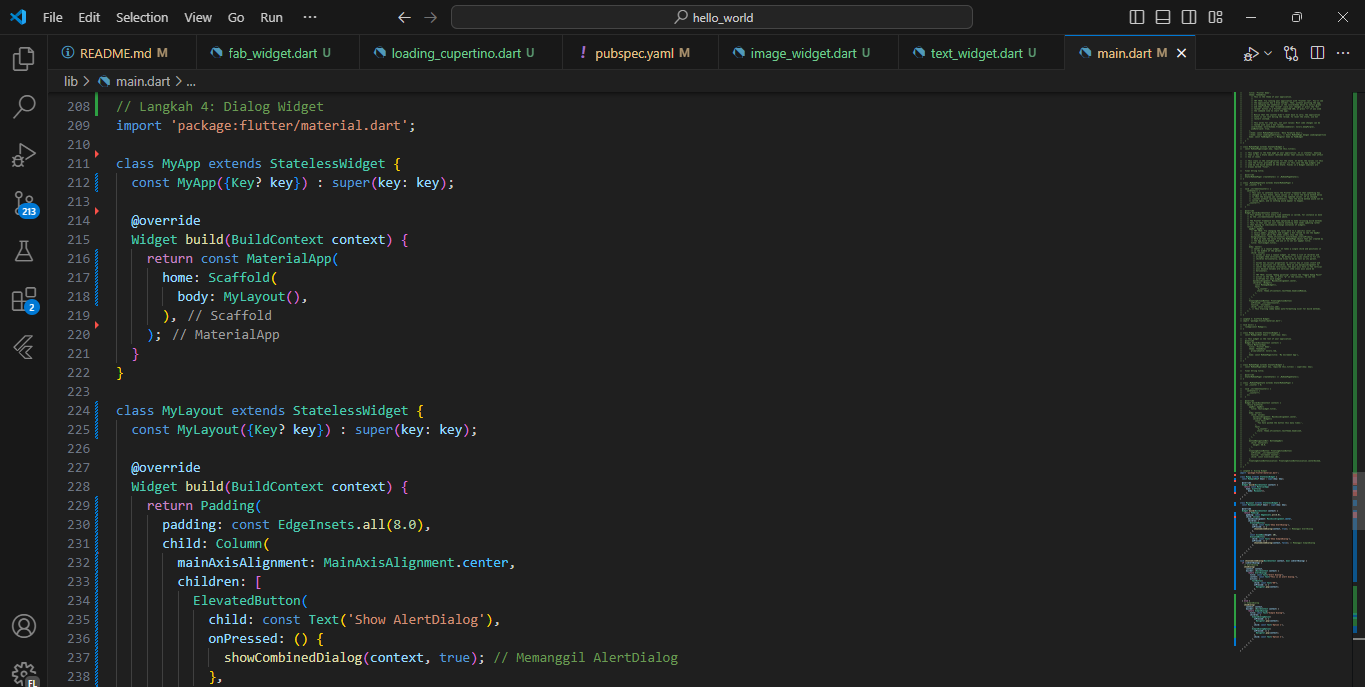 File Edit Selection View Go Run ··· hello_world
README.md M fab_widget.dart U loading_cupertino.dart U pubspec.yaml M image_widget.dart U text_widget.dart U main.dart M
lib > main.dart > ...
208 // Langkah 4: Dialog Widget
209 import 'package:flutter/material.dart';
210
211 class MyApp extends StatelessWidget {
212 const MyApp({Key? key}) : super(key: key);
213
214 @override
215 Widget build(BuildContext context) {
216 return const MaterialApp(
217 home: Scaffold(
218 body: MyLayout(),
219 ), // Scaffold
220 ); // MaterialApp
221 }
222 }
223
224 class MyLayout extends StatelessWidget {
225 const MyLayout({Key? key}) : super(key: key);
226
227 @override
228 Widget build(BuildContext context) {
229 return Padding(
230 padding: const EdgeInsets.all(8.0),
231 child: Column(
232 mainAxisAlignment: MainAxisAlignment.center,
233 children: [
234 ElevatedButton(
235 child: const Text('Show AlertDialog'),
236 onPressed: () {
237 showCombinedDialog(context, true); // Memanggil AlertDialog
238 },
213
2
FL